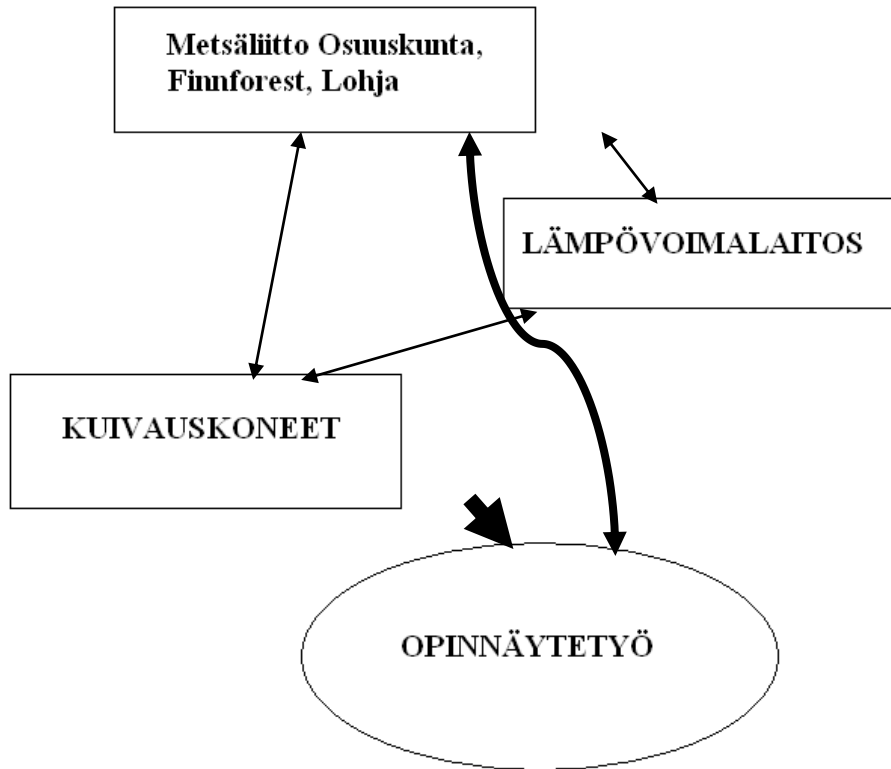 Metsäliitto Osuuskunta,
Finnforest, Lohja
LÄMPÖVOIMALAITOS
KUIVAUSKONEET
OPINNÄYTETYÖ